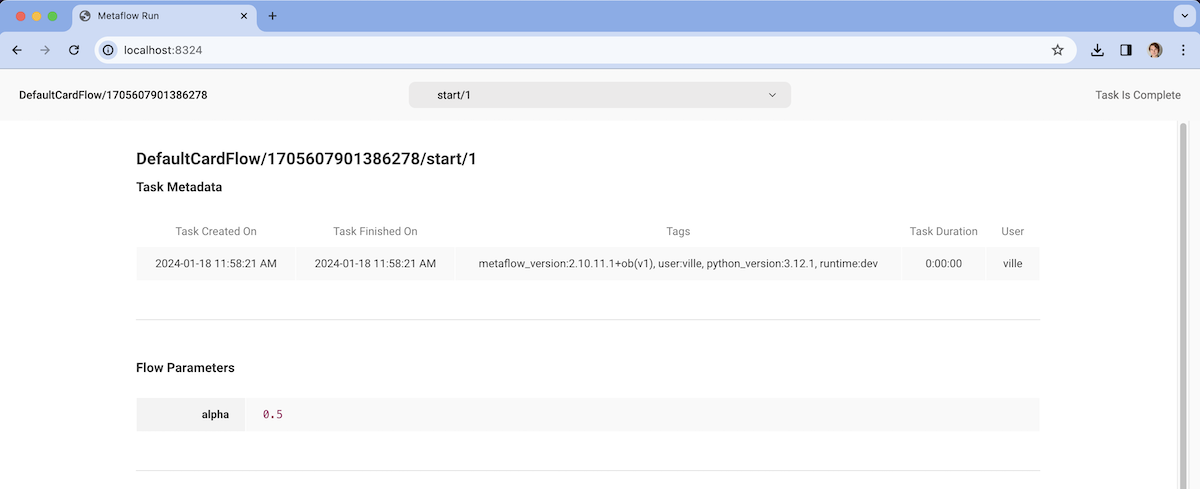 Metaflow Run
localhost:8324
DefaultCardFlow/1705607901386278 start/1 Task Is Complete
DefaultCardFlow/1705607901386278/start/1
Task Metadata
Task Created On Task Finished On Tags Task Duration User
2024-01-18 11:58:21 AM 2024-01-18 11:58:21 AM metaflow_version:2.10.11.1+ob(v1), user:ville, python_version:3.12.1, runtime:dev 0:00:00 ville
Flow Parameters
alpha 0.5